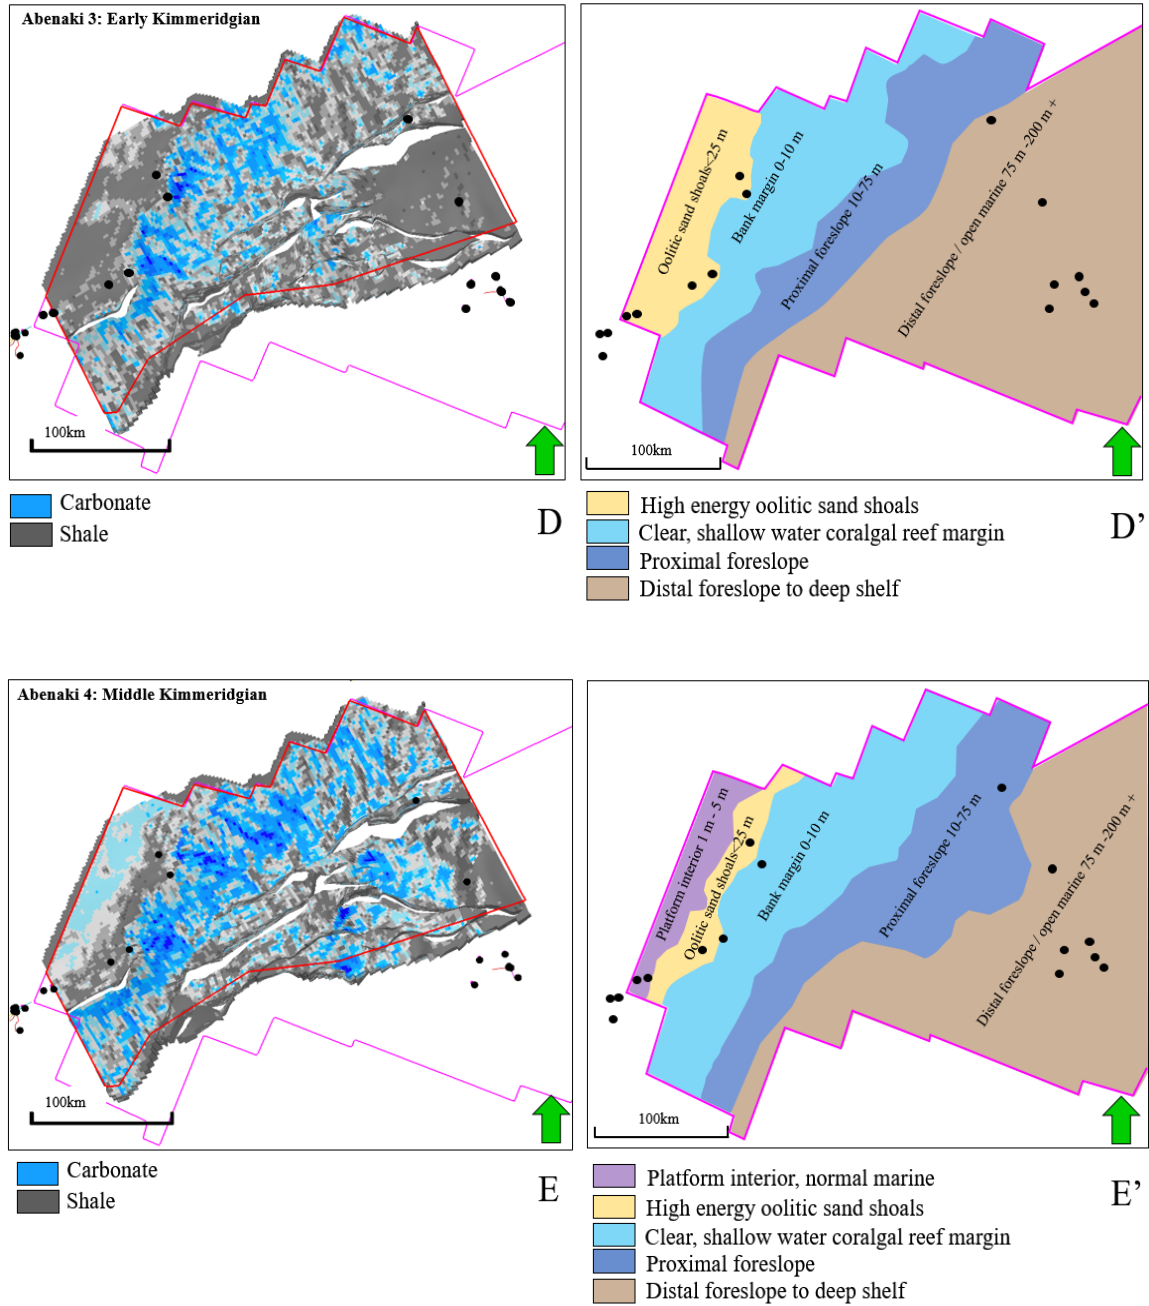 Abenaki 3: Early Kimmeridgian
100km
Carbonate
Shale
D
Oolitic sand shoals<25 m
Bank margin 0-10 m
Proximal foreslope 10-75 m
Distal foreslope / open marine 75 m -200 m +
100km
High energy oolitic sand shoals
Clear, shallow water coralgal reef margin
Proximal foreslope
Distal foreslope to deep shelf
D’
Abenaki 4: Middle Kimmeridgian
100km
Carbonate
Shale
E
Platform interior 1 m - 5 m
Oolitic sand shoals<25 m
Bank margin 0-10 m
Proximal foreslope 10-75 m
Distal foreslope / open marine 75 m -200 m +
100km
Platform interior, normal marine
High energy oolitic sand shoals
Clear, shallow water coralgal reef margin
Proximal foreslope
Distal foreslope to deep shelf
E’